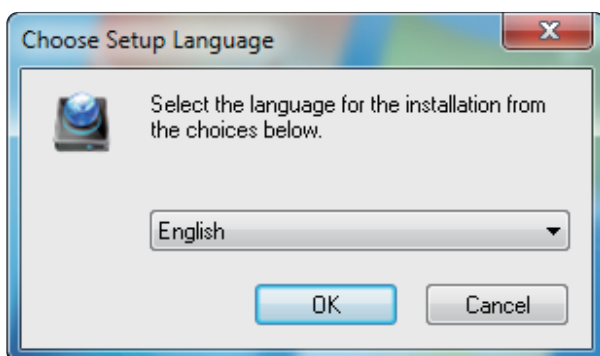 Choose Setup Language
Select the language for the installation from
the choices below.
English
OK
Cancel